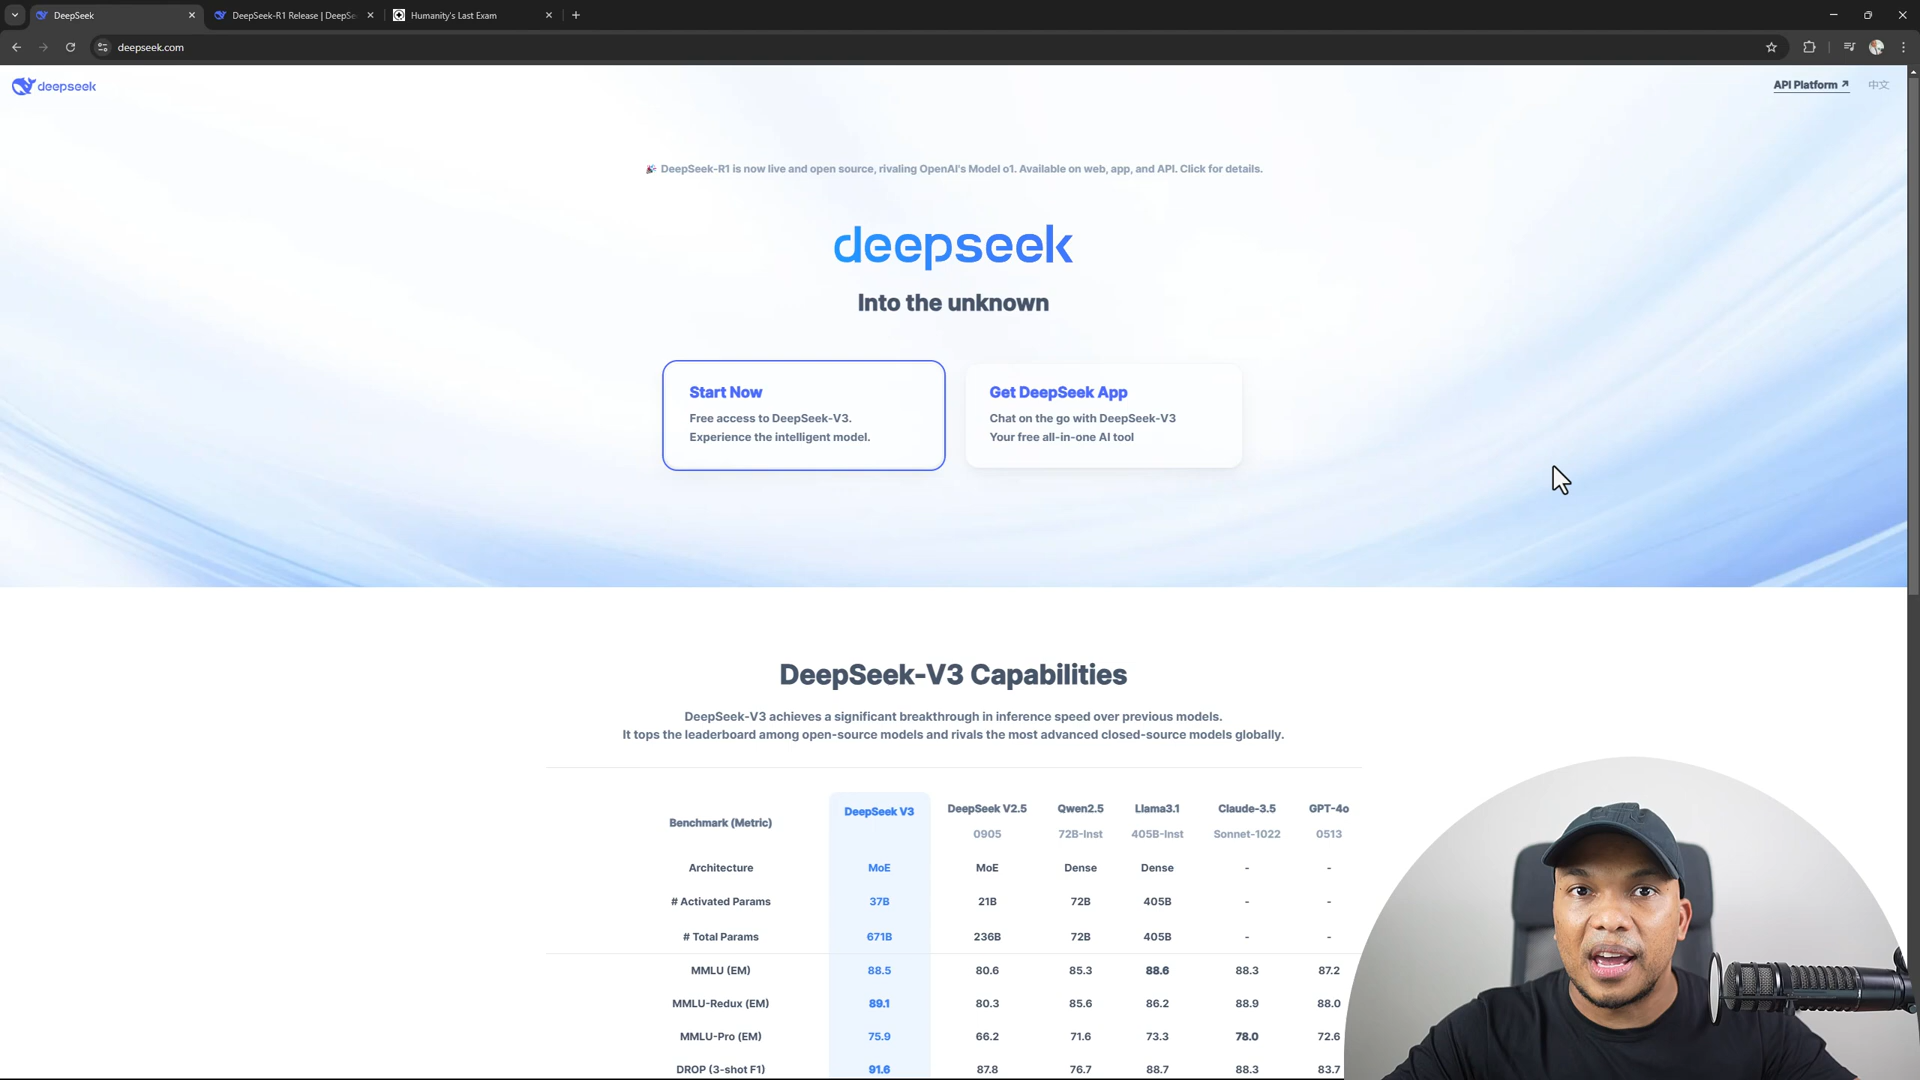 DeepSeek
DeepSeek-R1 Release | DeepSe
Humanity's Last Exam
deepseek.com
deepseek
API Platform
中文
DeepSeek-R1 is now live and open source, rivaling OpenAI's Model o1. Available on web, app, and API. Click for details.
deepseek
Into the unknown
Start Now
Free access to DeepSeek-V3.
Experience the intelligent model.
Get DeepSeek App
Chat on the go with DeepSeek-V3
Your free all-in-one AI tool
DeepSeek-V3 Capabilities
DeepSeek-V3 achieves a significant breakthrough in inference speed over previous models.
It tops the leaderboard among open-source models and rivals the most advanced closed-source models globally.
Benchmark (Metric) DeepSeek V3 DeepSeek V2.5 Qwen2.5 Llama3.1 Claude-3.5 GPT-4o
0905 72B-Inst 405B-Inst Sonnet-1022 0513
Architecture MoE MoE Dense Dense - -
# Activated Params 37B 21B 72B 405B - -
# Total Params 671B 236B 72B 405B - -
MMLU (EM) 88.5 80.6 85.3 88.6 88.3 87.2
MMLU-Redux (EM) 89.1 80.3 85.6 86.2 88.9 88.0
MMLU-Pro (EM) 75.9 66.2 71.6 73.3 78.0 72.6
DROP (3-shot F1) 91.6 87.8 76.7 88.7 88.3 83.7